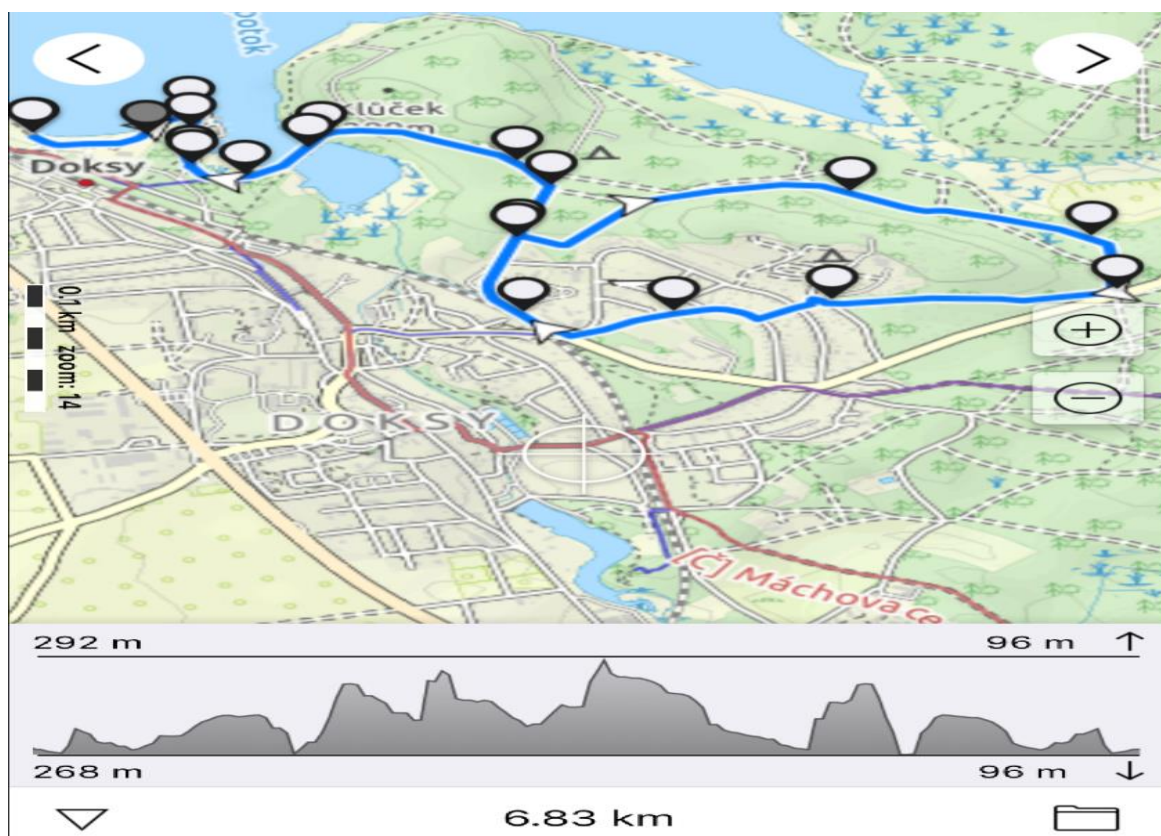 potok
Klůček
Doksy
0.1 km zoom: 14
DOKSY
[Č] Máchova ce
292 m
96 m ↑
268 m
96 m ↓
6.83 km